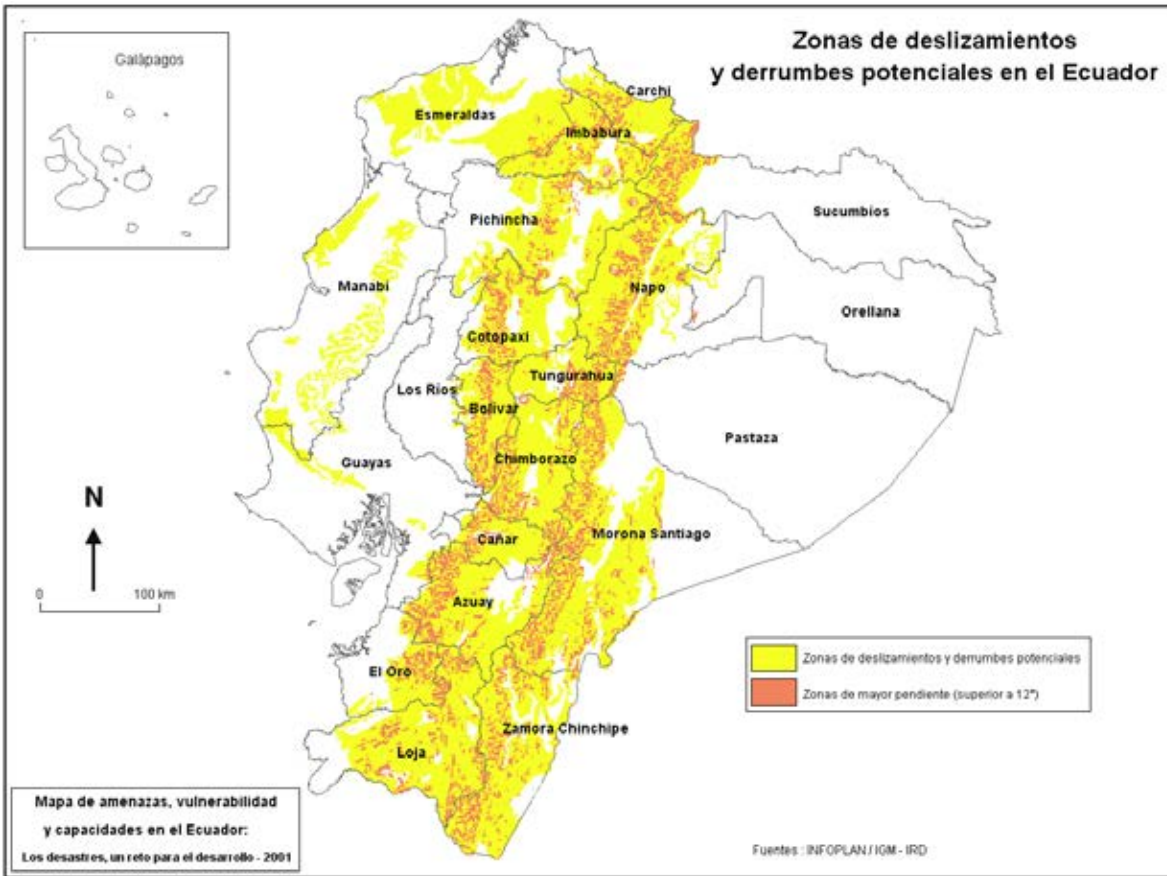 Zonas de deslizamientos
y derrumbes potenciales en el Ecuador
Galápagos
Carchi
Esmeraldas
Imbabura
Sucumbios
Pichincha
Napo
Manabi
Orellana
Cotopaxi
Tungurahua
Los Ríos
Bolivar
Pastaza
Chimborazo
Guayas
N
Cañar
Morona Santiago
0 100 km
Azuay
El Oro
Zonas de deslizamientos y derrumbes potenciales
Zonas de mayor pendiente (superior a 12°)
Zamora Chinchipe
Loja
Mapa de amenazas, vulnerabilidad
y capacidades en el Ecuador:
Los desastres, un reto para el desarrollo - 2001
Fuentes : INFOPLAN / IGM - IRD